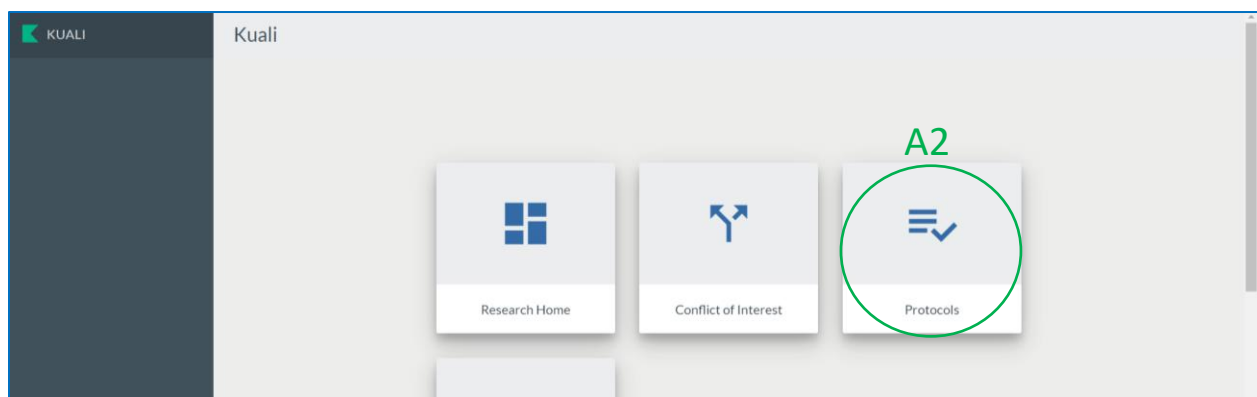 KUALI
Kuali
A2
Research Home
Conflict of Interest
Protocols